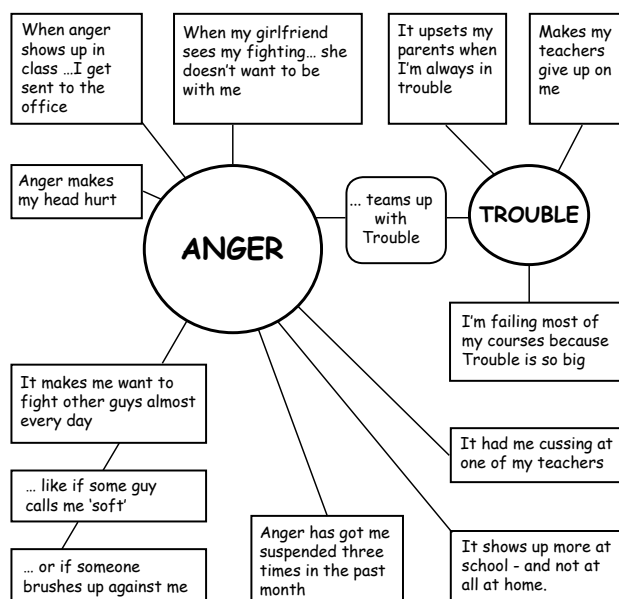 When anger
shows up in
class ...I get
sent to the
office
When my girlfriend
sees my fighting... she
doesn't want to be
with me
It upsets my
parents when
I'm always in
trouble
Makes my
teachers
give up on
me
Anger makes
my head hurt
ANGER
... teams up
with
Trouble
TROUBLE
I'm failing most of
my courses because
Trouble is so big
It makes me want to
fight other guys almost
every day
... like if some guy
calls me 'soft'
... or if someone
brushes up against me
Anger has got me
suspended three
times in the past
month
It had me cussing at
one of my teachers
It shows up more at
school - and not at
all at home.